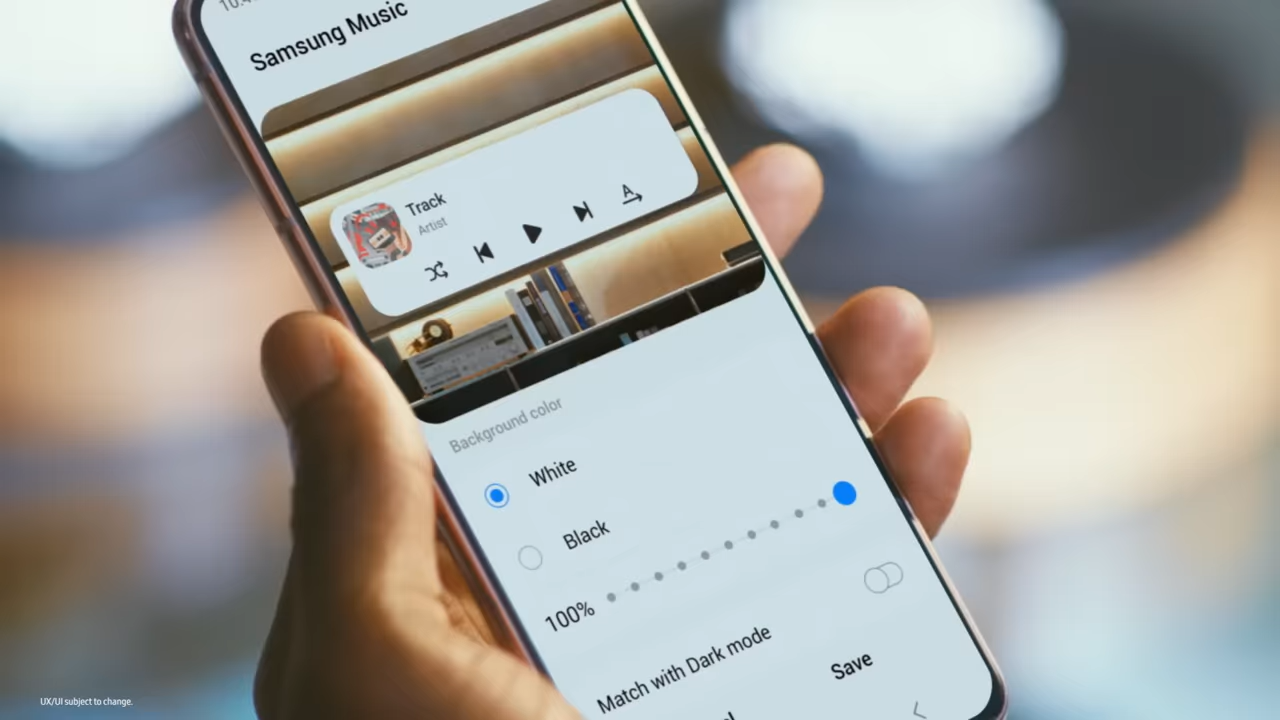 Samsung Music
Track
Artist
Background color
White
Black
100%
Match with Dark mode
Save
UX/UI subject to change.